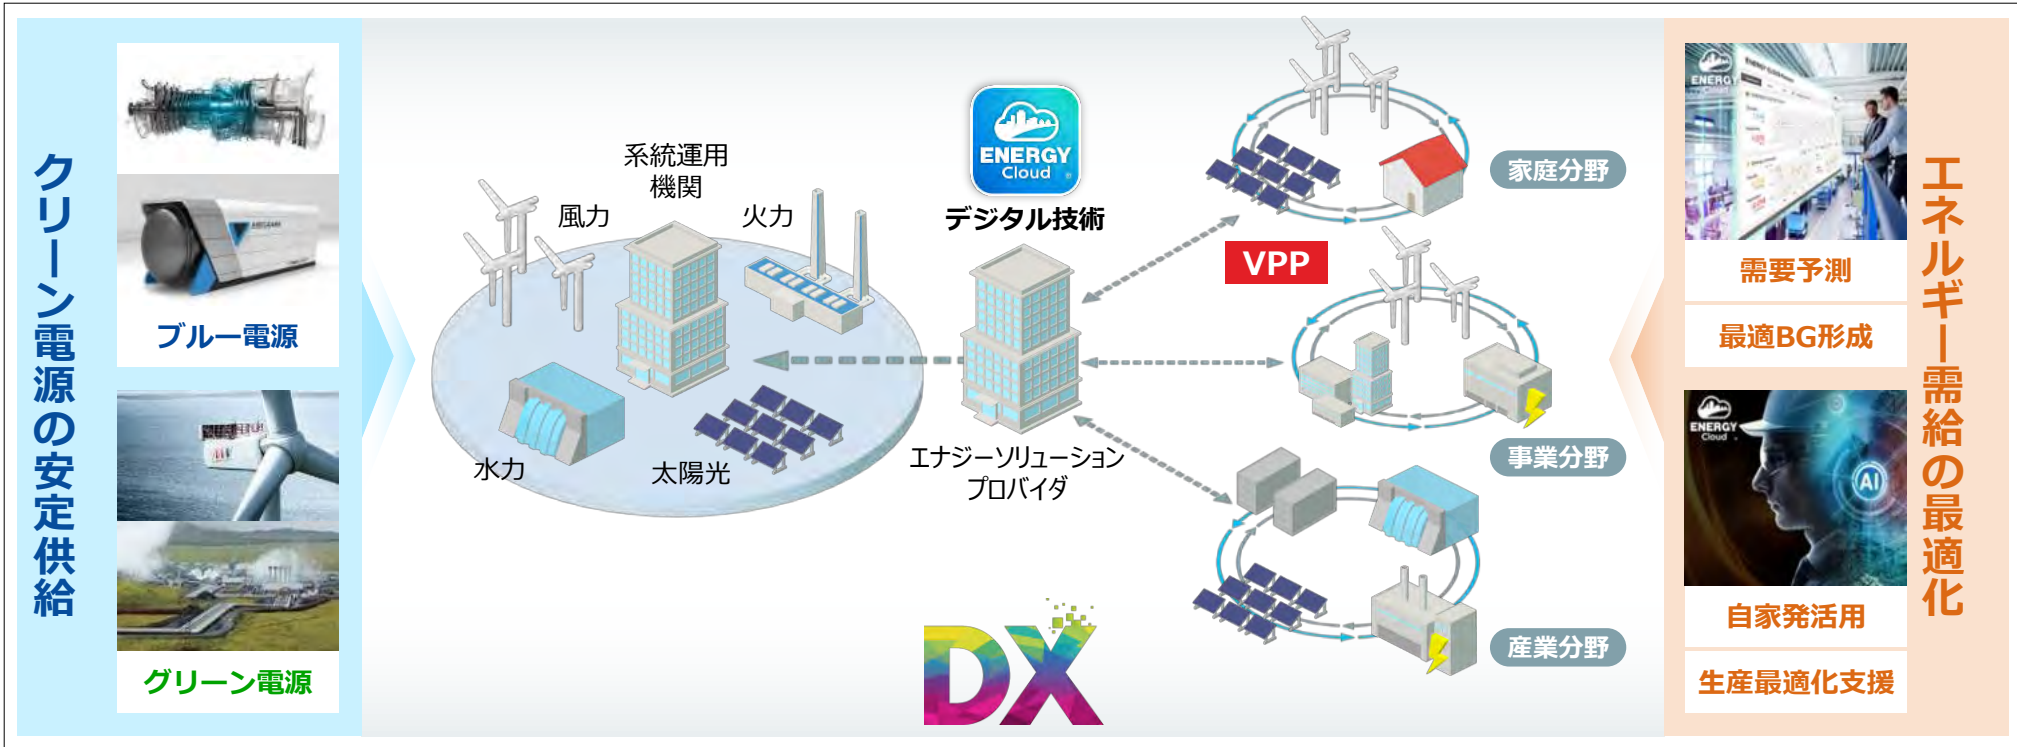 クリーン電源の安定供給
ブルー電源
グリーン電源
系統運用
機関
風力
火力
水力
太陽光
ENERGY
Cloud
デジタル技術
エナジーソリューション
プロバイダ
VPP
家庭分野
事業分野
産業分野
DX
ENERGY
Cloud
需要予測
最適BG形成
ENERGY
Cloud
AI
自家発活用
生産最適化支援
エネルギー需給の最適化